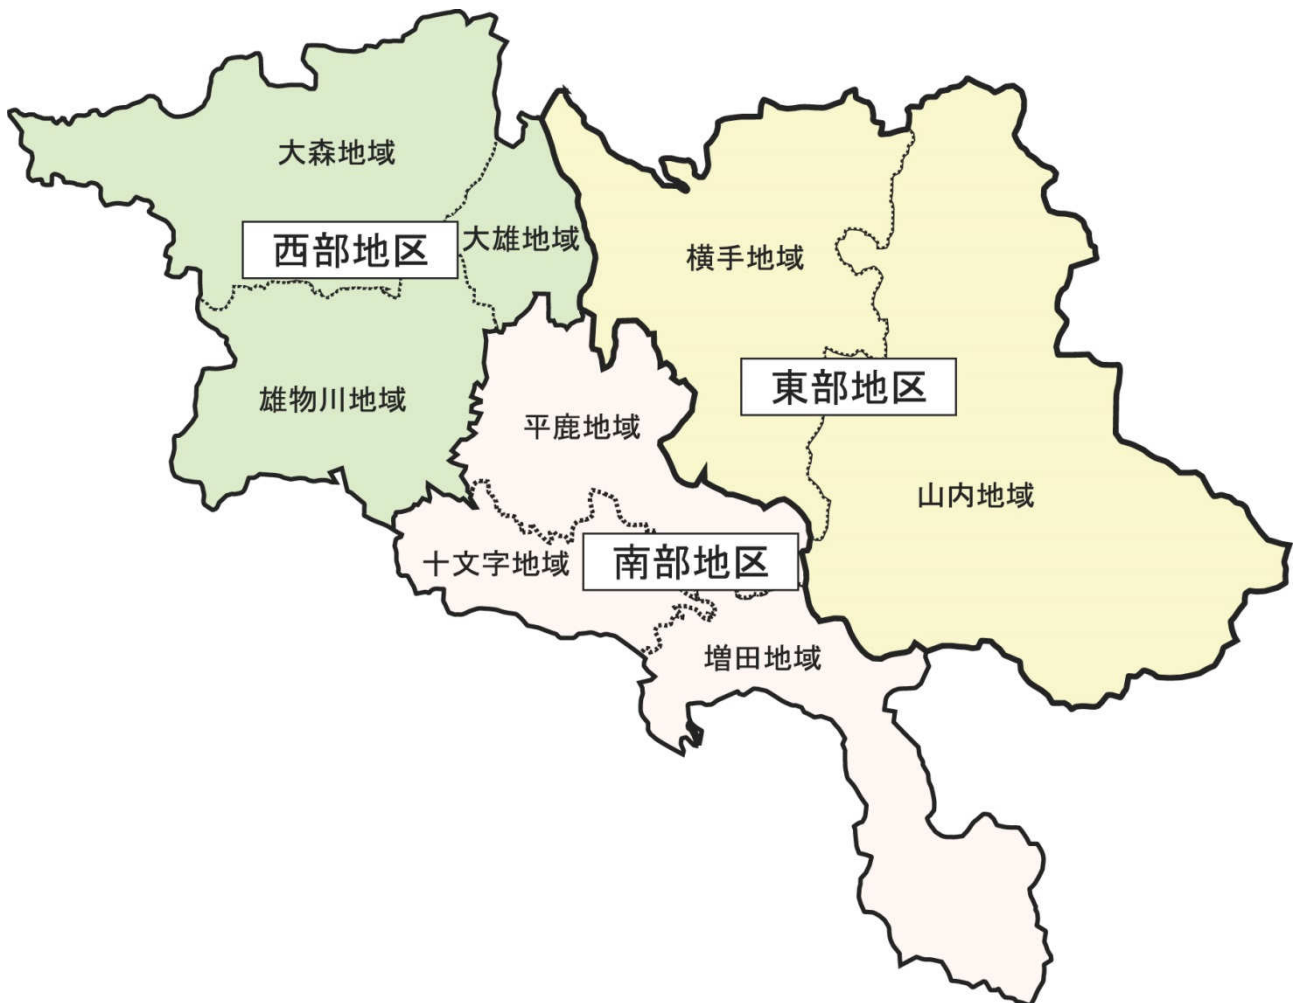 大森地域
西部地区
大雄地域
横手地域
雄物川地域
東部地区
平鹿地域
山内地域
十文字地域
南部地区
増田地域